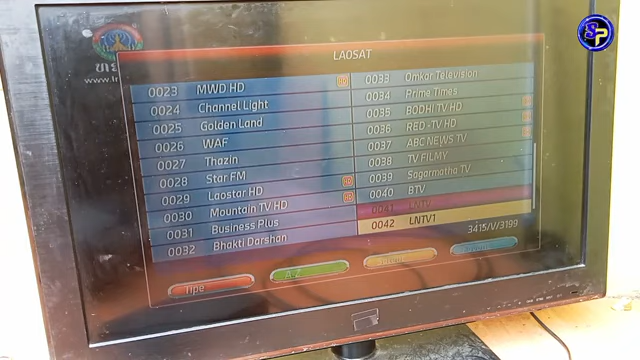 SP
LAOSAT
0023 MWD HD
0024 Channel Light
0025 Golden Land
0026 WAF
0027 Thazin
0028 Star FM
0029 Laostar HD
0030 Mountain TV HD
0031 Business Plus
0032 Bhakti Darshan
0033 Omkar Television
0034 Prime Times
0035 BODHI TV HD
0036 RED -TV HD
0037 ABC NEWS TV
0038 TV FILMY
0039 Sagarmatha TV
0040 BTV
0041 LNTV
0042 LNTV1
3415/V/3199
Tipe
A-Z